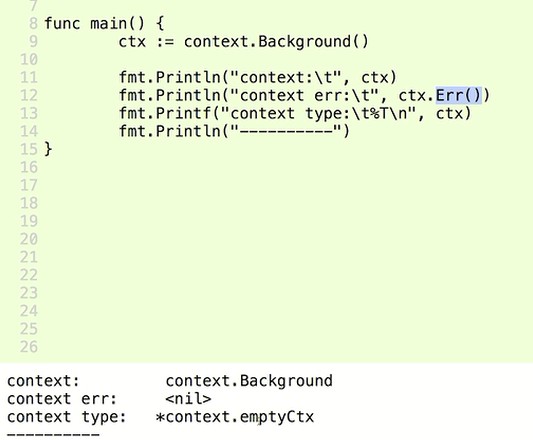 7
8 func main() {
9 ctx := context.Background()
10
11 fmt.Println("context:\t", ctx)
12 fmt.Println("context err:\t", ctx.Err())
13 fmt.Printf("context type:\t%T\n", ctx)
14 fmt.Println("----------")
15 }
16
17
18
19
20
21
22
23
24
25
26
context: context.Background
context err: <nil>
context type: *context.emptyCtx
----------